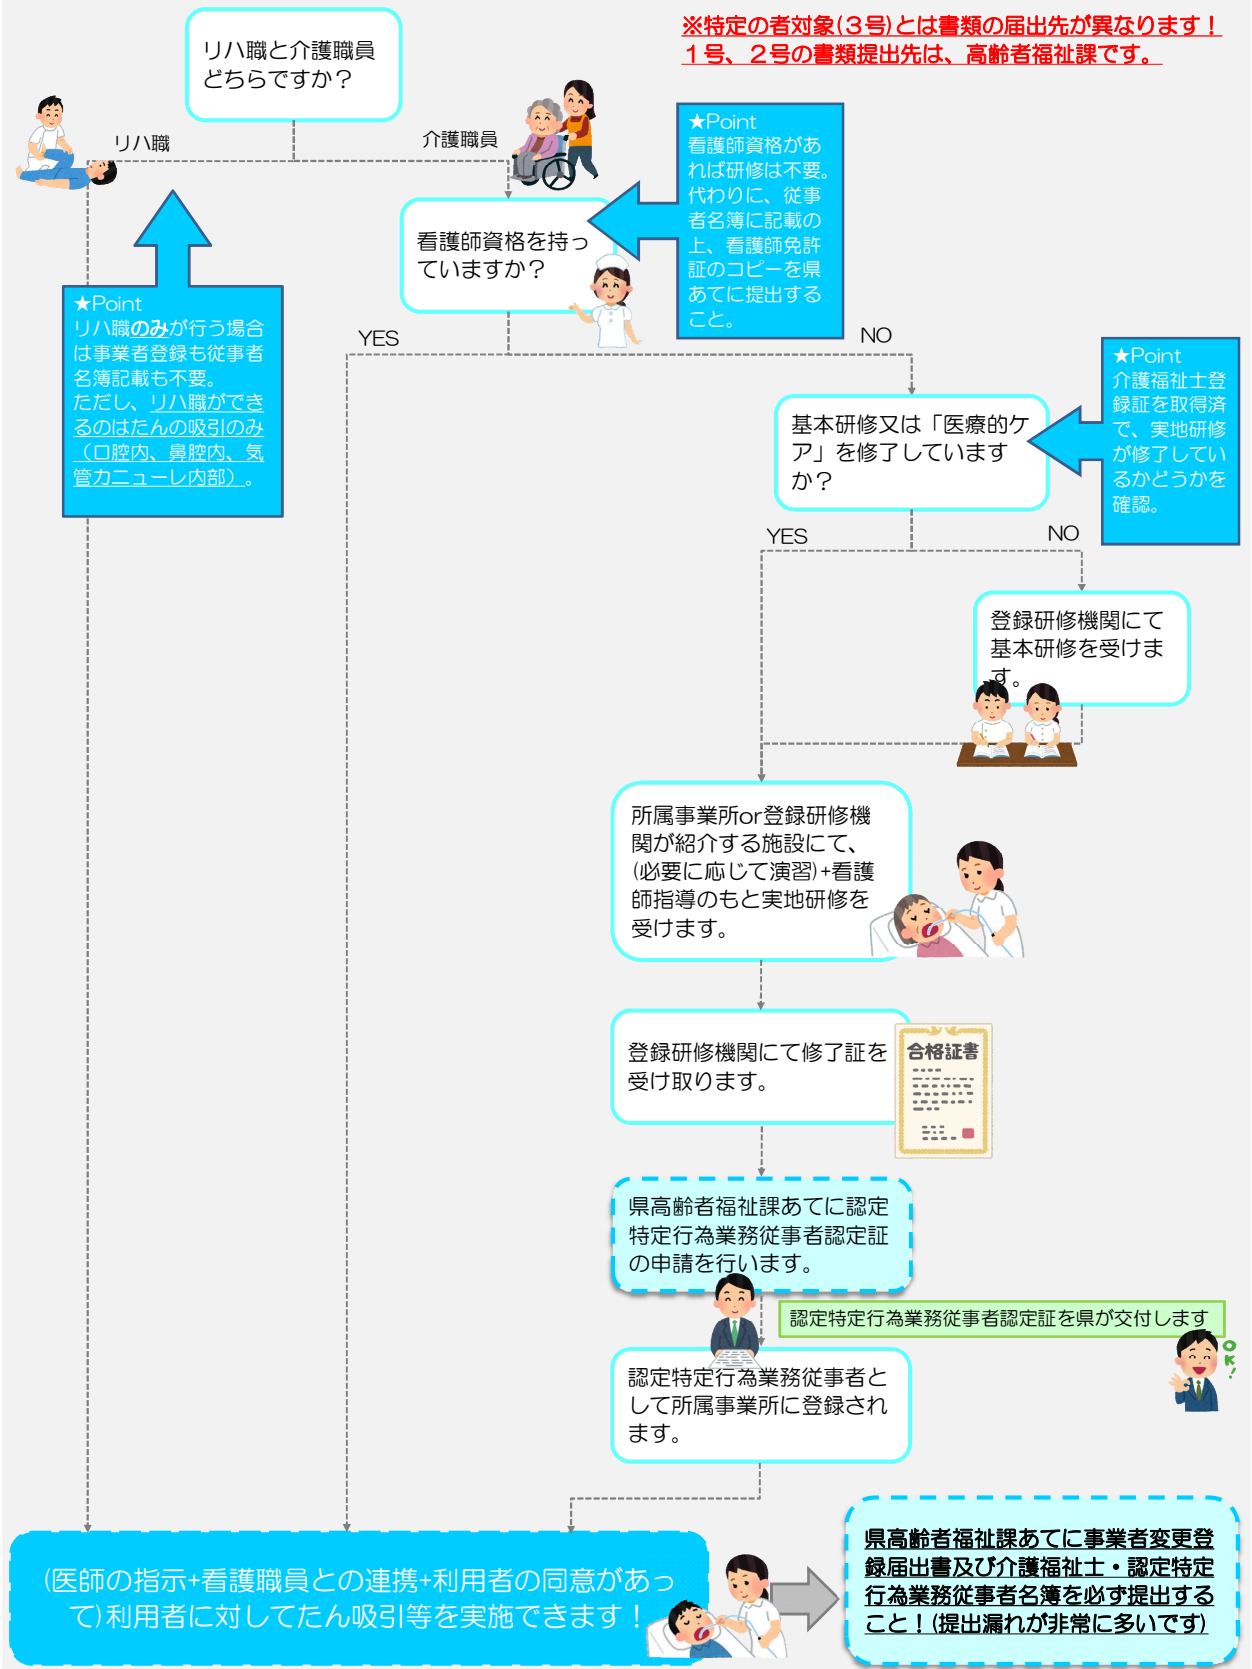 ※特定の者対象(３号)とは書類の届出先が異なります！
１号、２号の書類提出先は、高齢者福祉課です。
リハ職と介護職員
どちらですか？
リハ職
介護職員
★Point
看護師資格があ
れば研修は不要。
代わりに、従事
者名簿に記載の
上、看護師免許
証のコピーを県
あてに提出する
こと。
看護師資格を持っ
ていますか？
★Point
リハ職のみが行う場合
は事業者登録も従事者
名簿記載も不要。
ただし、リハ職ができ
るのはたんの吸引のみ
（口腔内、鼻腔内、気
管カニューレ内部）。
YES
NO
★Point
介護福祉士登
録証を取得済
で、実地研修
が修了してい
るかどうかを
確認。
基本研修又は「医療的ケ
ア」を修了しています
か？
YES
NO
登録研修機関にて
基本研修を受けま
す。
所属事業所or登録研修機
関が紹介する施設にて、
(必要に応じて演習)+看護
師指導のもと実地研修を
受けます。
登録研修機関にて修了証を
受け取ります。
合格証書
県高齢者福祉課あてに認定
特定行為業務従事者認定証
の申請を行います。
認定特定行為業務従事者認定証を県が交付します
OK!
認定特定行為業務従事者と
して所属事業所に登録され
ます。
(医師の指示+看護職員との連携+利用者の同意があっ
て)利用者に対してたん吸引等を実施できます！
県高齢者福祉課あてに事業者変更登
録届出書及び介護福祉士・認定特定
行為業務従事者名簿を必ず提出する
こと！(提出漏れが非常に多いです)